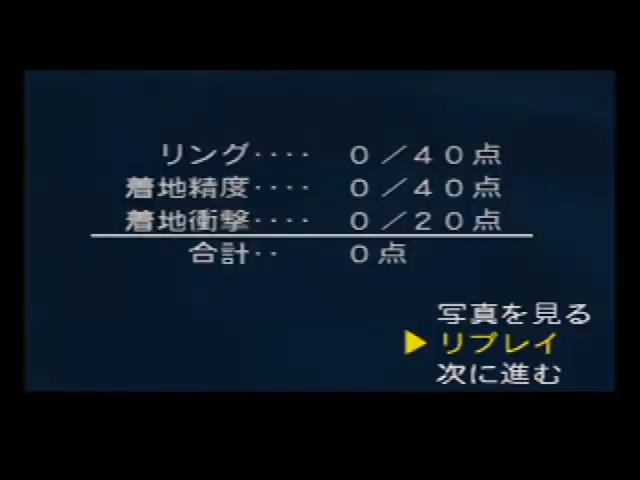 リング････ 0／40点
着地精度････ 0／40点
着地衝撃････ 0／20点
合計･･ 0点
写真を見る
▶リプレイ
次に進む